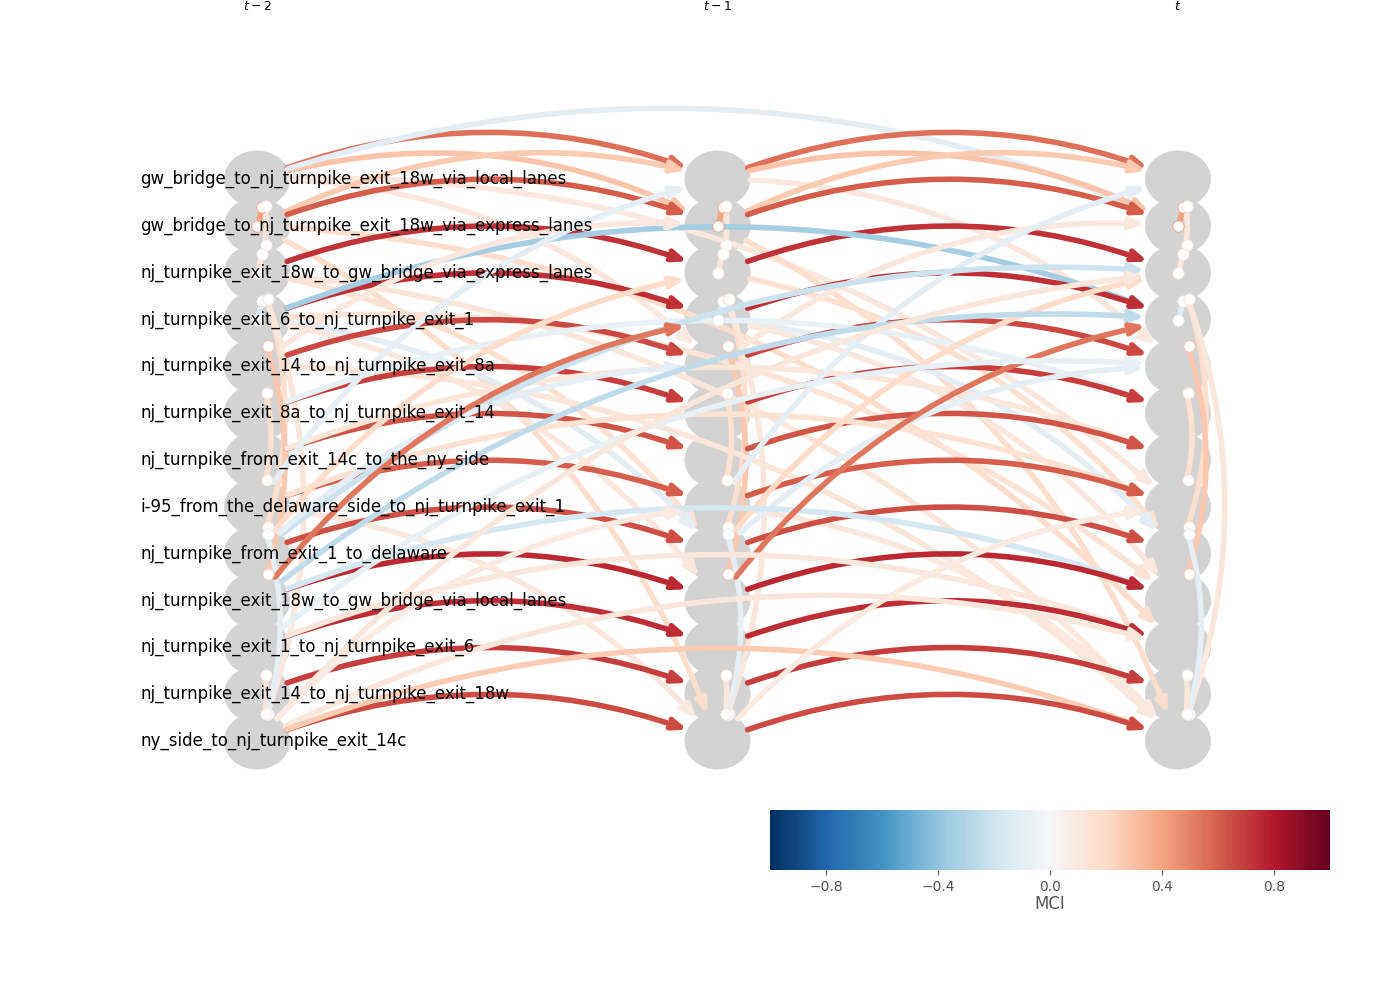 t − 2
t − 1
t
gw_bridge_to_nj_turnpike_exit_18w_via_local_lanes
gw_bridge_to_nj_turnpike_exit_18w_via_express_lanes
nj_turnpike_exit_18w_to_gw_bridge_via_express_lanes
nj_turnpike_exit_6_to_nj_turnpike_exit_1
nj_turnpike_exit_14_to_nj_turnpike_exit_8a
nj_turnpike_exit_8a_to_nj_turnpike_exit_14
nj_turnpike_from_exit_14c_to_the_ny_side
i-95_from_the_delaware_side_to_nj_turnpike_exit_1
nj_turnpike_from_exit_1_to_delaware
nj_turnpike_exit_18w_to_gw_bridge_via_local_lanes
nj_turnpike_exit_1_to_nj_turnpike_exit_6
nj_turnpike_exit_14_to_nj_turnpike_exit_18w
ny_side_to_nj_turnpike_exit_14c
−0.8
−0.4
0.0
0.4
0.8
MCI